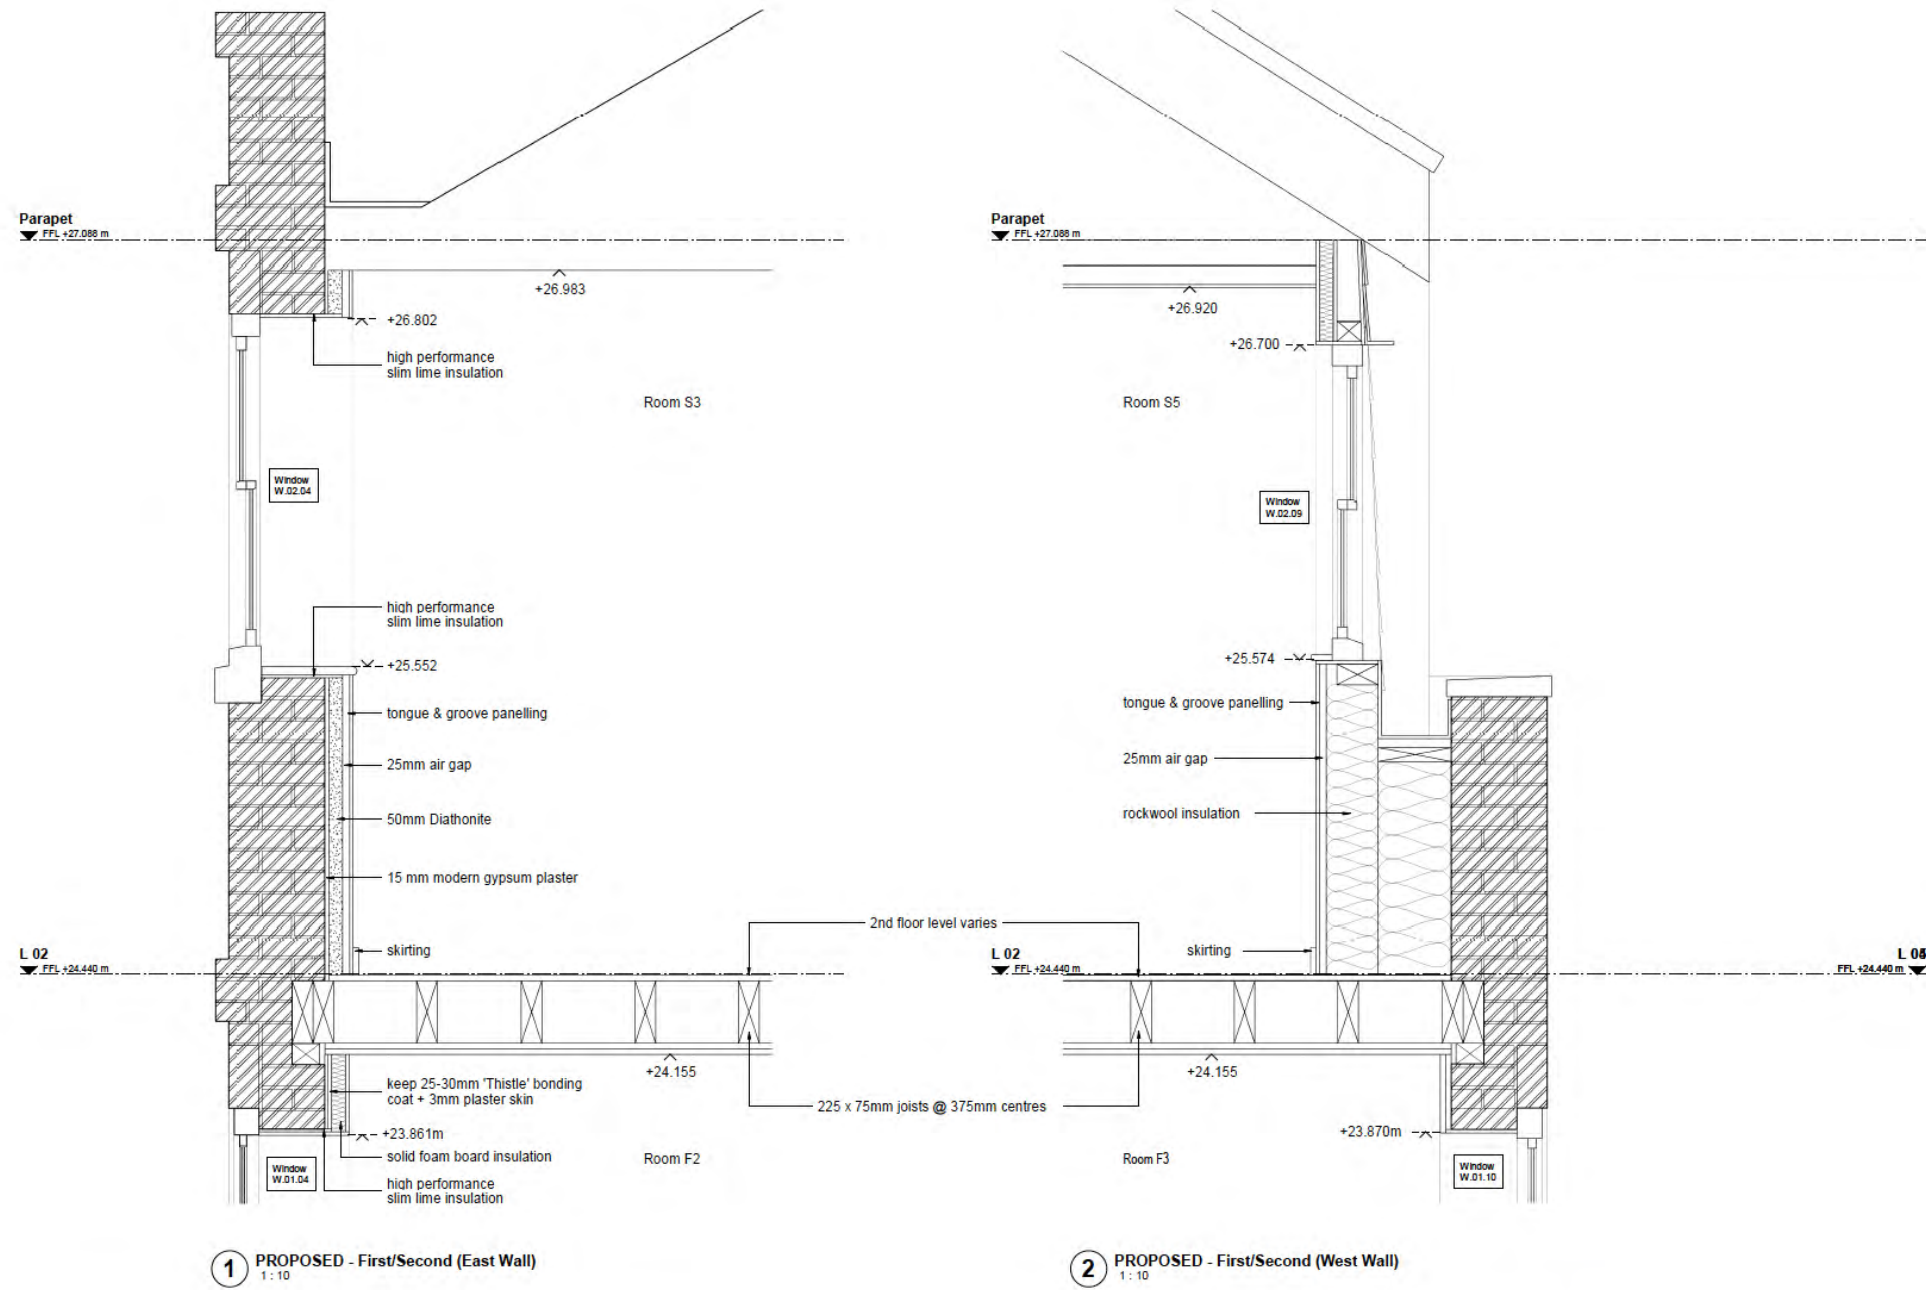 Parapet
FFL +27.088 m
+26.983
+26.802
high performance
slim lime insulation
Room S3
Window
W.02.04
high performance
slim lime insulation
+25.552
tongue & groove panelling
25mm air gap
50mm Diathonite
15 mm modern gypsum plaster
skirting
L 02
FFL +24.440 m
2nd floor level varies
+24.155
keep 25-30mm 'Thistle' bonding
coat + 3mm plaster skin
225 x 75mm joists @ 375mm centres
+23.861m
solid foam board insulation
Room F2
Window
W.01.04
high performance
slim lime insulation
1 PROPOSED - First/Second (East Wall)
1 : 10
Parapet
FFL +27.088 m
+26.920
+26.700
Room S5
Window
W.02.09
+25.574
tongue & groove panelling
25mm air gap
rockwool insulation
skirting
L 02
FFL +24.440 m
FFL +24.440 m
+24.155
+23.870m
Room F3
Window
W.01.10
2 PROPOSED - First/Second (West Wall)
1 : 10